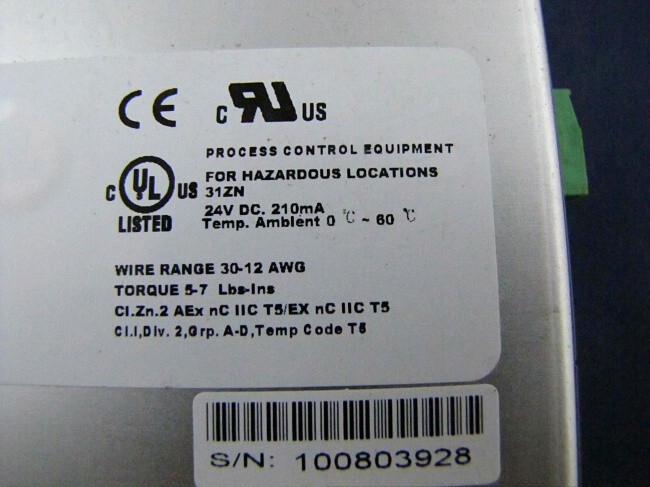 CE c RU US
PROCESS CONTROL EQUIPMENT
c UL US LISTED
FOR HAZARDOUS LOCATIONS
31ZN
24V DC. 210mA
Temp. Ambient 0 ℃ ~ 60 ℃
WIRE RANGE 30-12 AWG
TORQUE 5-7 Lbs-Ins
Cl.Zn.2 AEx nC IIC T5/EX nC IIC T5
Cl.I,Div. 2,Grp. A-D,Temp Code T5
S/N: 100803928